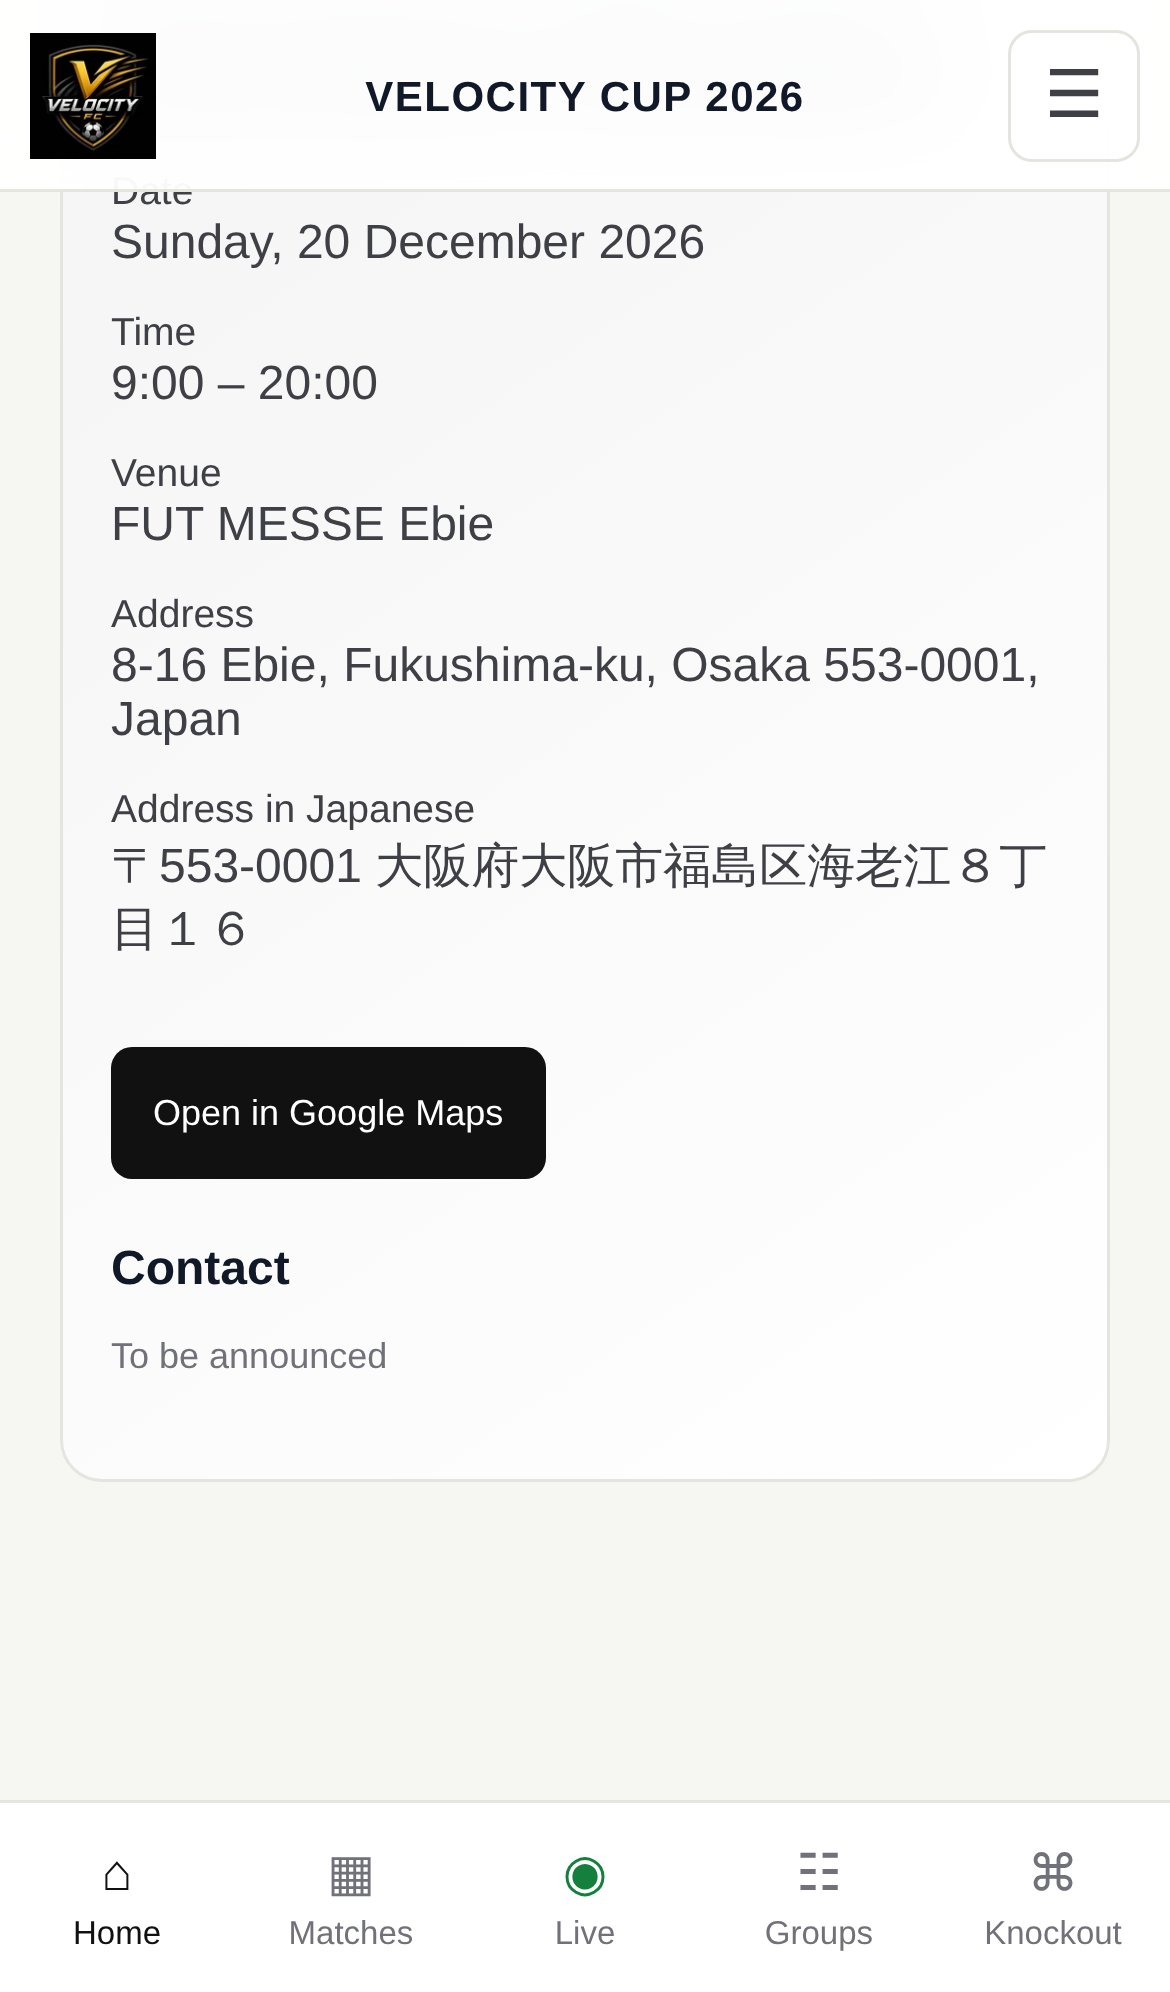 VELOCITY
FC
VELOCITY CUP 2026
☰
Date
Sunday, 20 December 2026
Time
9:00 – 20:00
Venue
FUT MESSE Ebie
Address
8-16 Ebie, Fukushima-ku, Osaka 553-0001,
Japan
Address in Japanese
〒553-0001 大阪府大阪市福島区海老江８丁
目１６
Open in Google Maps
Contact
To be announced
Home
Matches
Live
Groups
Knockout